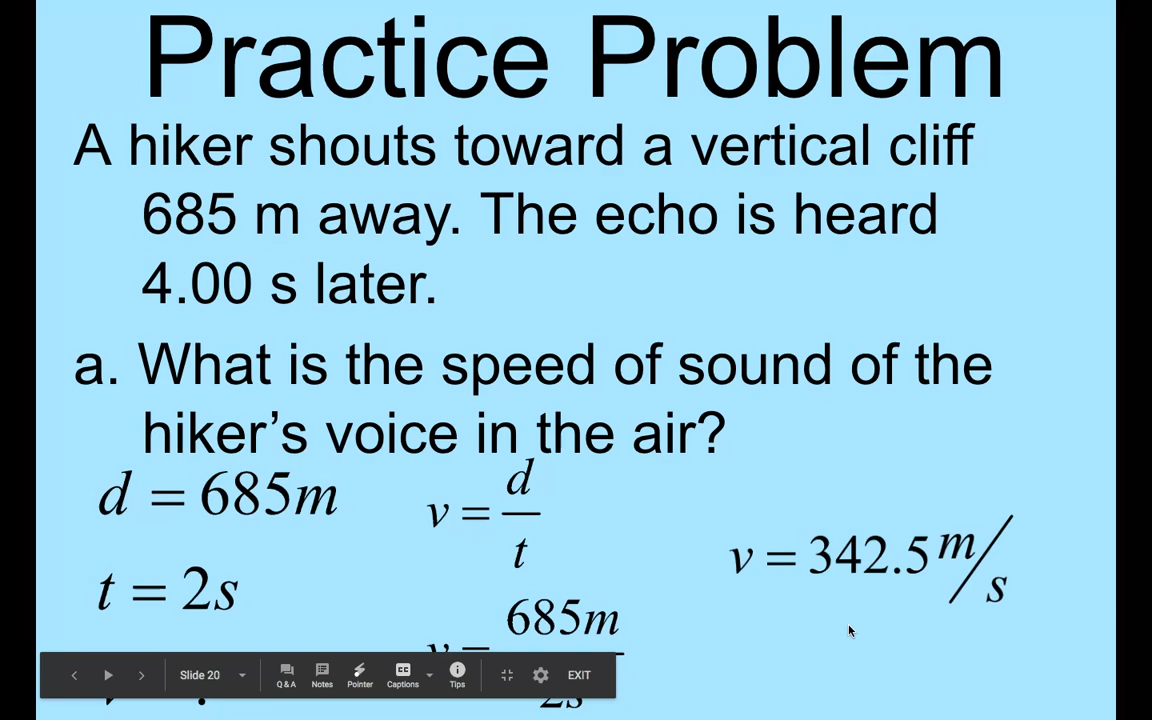 Practice Problem
A hiker shouts toward a vertical cliff
685 m away. The echo is heard
4.00 s later.
a. What is the speed of sound of the
hiker's voice in the air?
d = 685m
v = d/t
v = 342.5 m/s
t = 2s
685m
Slide 20
Q&A
Notes
Pointer
Captions
Tips
EXIT